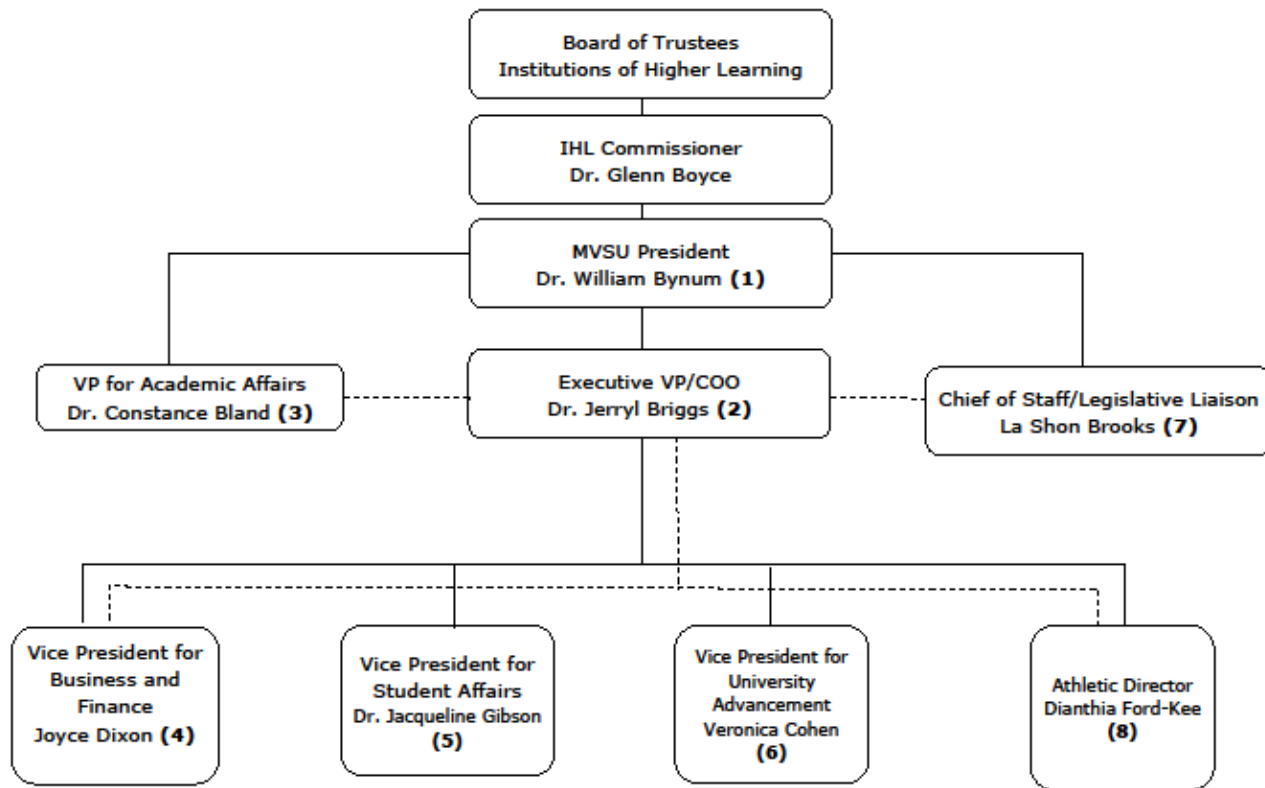 Board of Trustees
Institutions of Higher Learning
IHL Commissioner
Dr. Glenn Boyce
MVSU President
Dr. William Bynum (1)
VP for Academic Affairs
Dr. Constance Bland (3)
Executive VP/COO
Dr. Jerryl Briggs (2)
Chief of Staff/Legislative Liaison
La Shon Brooks (7)
Vice President for
Business and
Finance
Joyce Dixon (4)
Vice President for
Student Affairs
Dr. Jacqueline Gibson
(5)
Vice President for
University
Advancement
Veronica Cohen
(6)
Athletic Director
Dianthia Ford-Kee
(8)